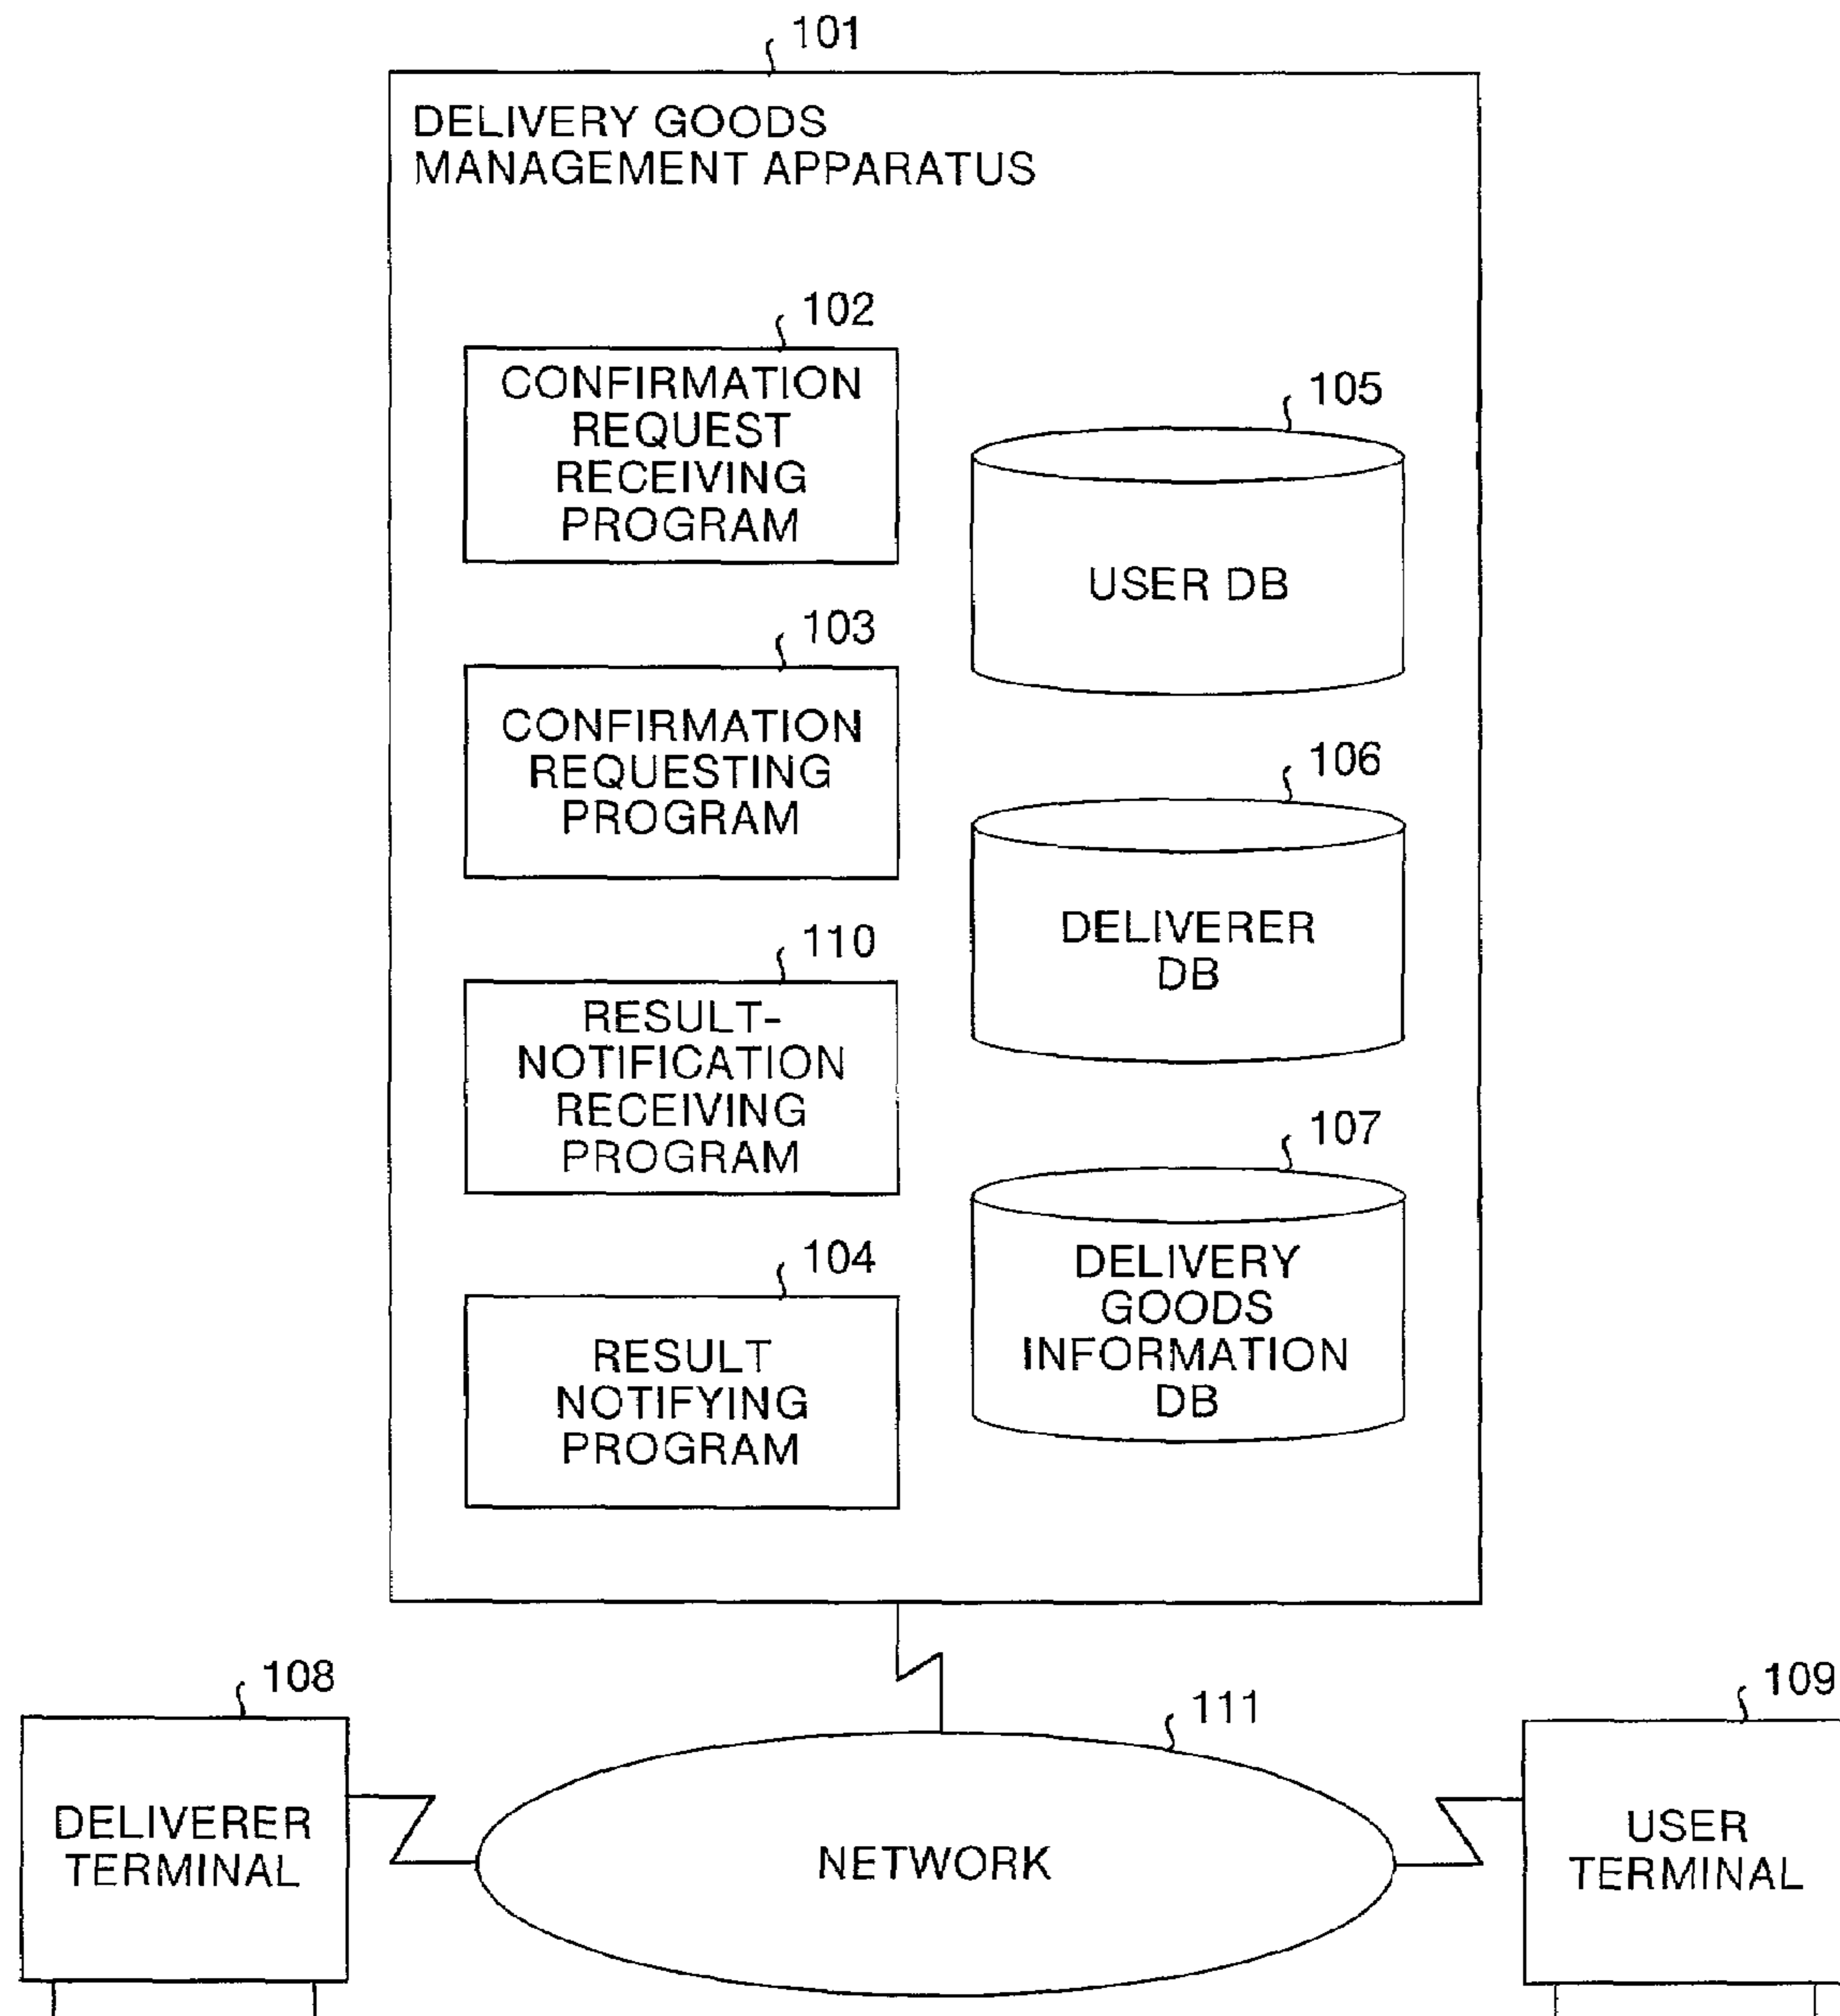 101
DELIVERY GOODS
MANAGEMENT APPARATUS
102
CONFIRMATION
REQUEST
RECEIVING
PROGRAM
105
USER DB
103
CONFIRMATION
REQUESTING
PROGRAM
106
DELIVERER
DB
110
RESULT-
NOTIFICATION
RECEIVING
PROGRAM
107
DELIVERY
GOODS
INFORMATION
DB
104
RESULT
NOTIFYING
PROGRAM
108
DELIVERER
TERMINAL
111
NETWORK
109
USER
TERMINAL